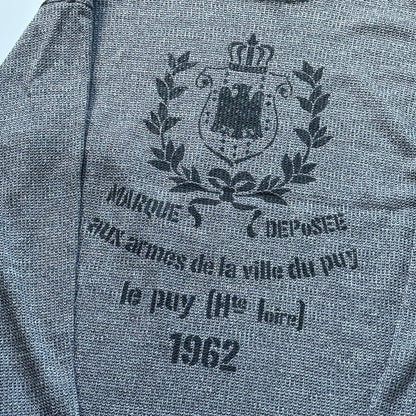 MARQUE DEPOSEE
aux armes de la ville du puy
le puy (Hte loire)
1962